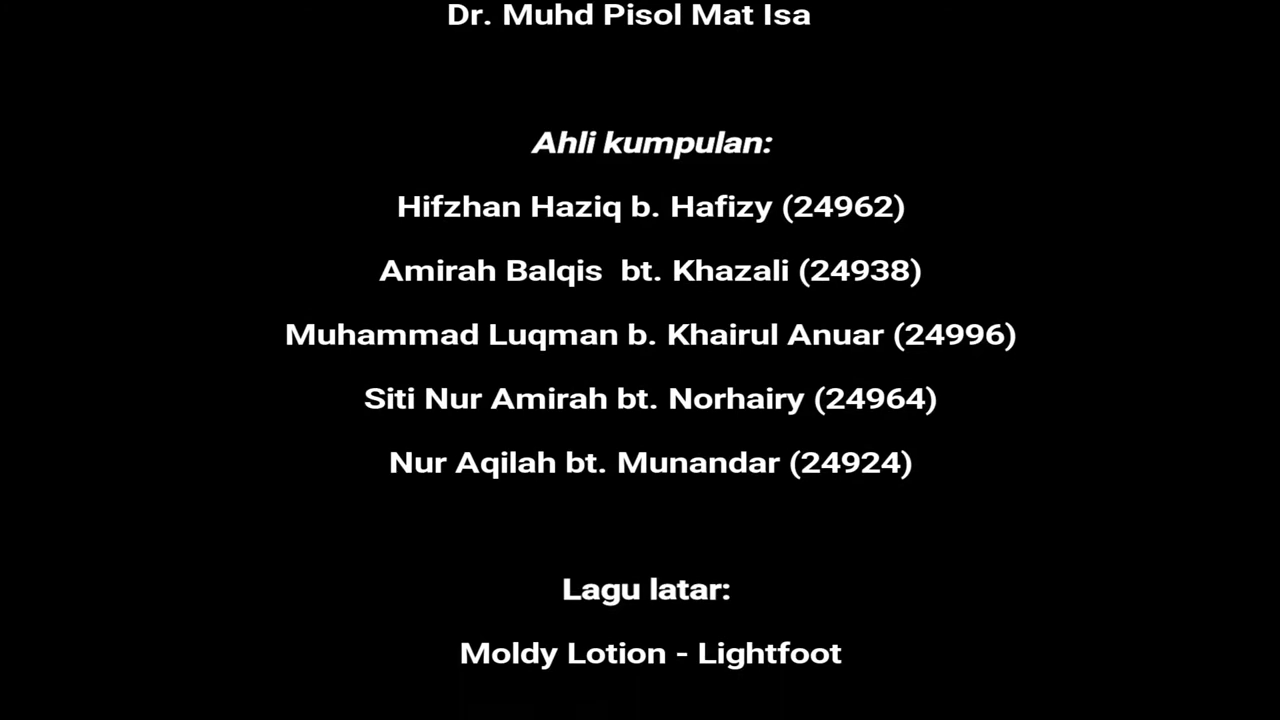 Dr. Muhd Pisol Mat Isa
Ahli kumpulan:
Hifzhan Haziq b. Hafizy (24962)
Amirah Balqis bt. Khazali (24938)
Muhammad Luqman b. Khairul Anuar (24996)
Siti Nur Amirah bt. Norhairy (24964)
Nur Aqilah bt. Munandar (24924)
Lagu latar:
Moldy Lotion - Lightfoot